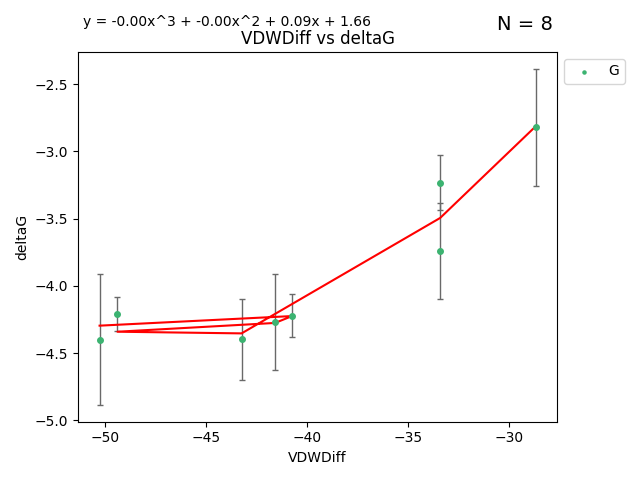 y = -0.00x^3 + -0.00x^2 + 0.09x + 1.66
N = 8
VDWDiff vs deltaG
G
deltaG
−2.5
−3.0
−3.5
−4.0
−4.5
−5.0
−50
−45
−40
−35
−30
VDWDiff